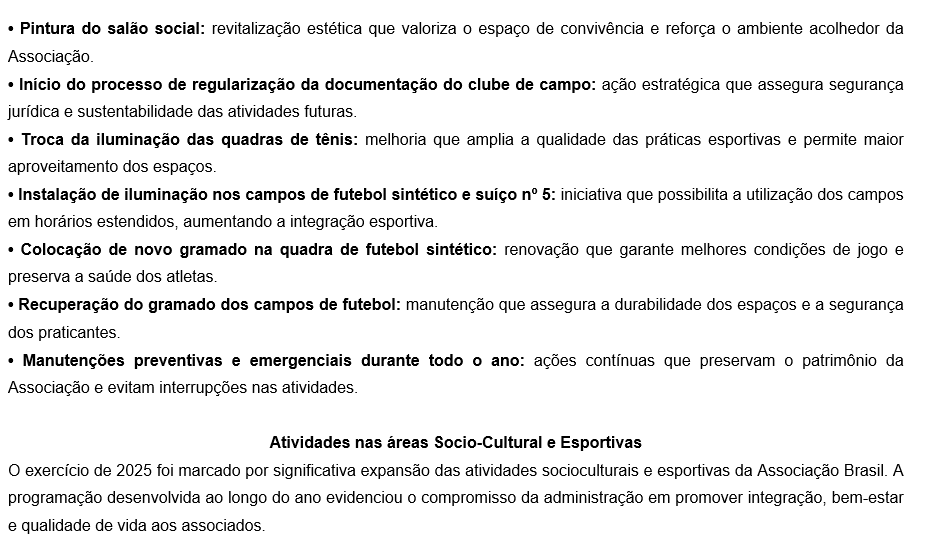 • Pintura do salão social: revitalização estética que valoriza o espaço de convivência e reforça o ambiente acolhedor da
Associação.
• Início do processo de regularização da documentação do clube de campo: ação estratégica que assegura segurança
jurídica e sustentabilidade das atividades futuras.
• Troca da iluminação das quadras de tênis: melhoria que amplia a qualidade das práticas esportivas e permite maior
aproveitamento dos espaços.
• Instalação de iluminação nos campos de futebol sintético e suíço nº 5: iniciativa que possibilita a utilização dos campos
em horários estendidos, aumentando a integração esportiva.
• Colocação de novo gramado na quadra de futebol sintético: renovação que garante melhores condições de jogo e
preserva a saúde dos atletas.
• Recuperação do gramado dos campos de futebol: manutenção que assegura a durabilidade dos espaços e a segurança
dos praticantes.
• Manutenções preventivas e emergenciais durante todo o ano: ações contínuas que preservam o patrimônio da
Associação e evitam interrupções nas atividades.
Atividades nas áreas Socio-Cultural e Esportivas
O exercício de 2025 foi marcado por significativa expansão das atividades socioculturais e esportivas da Associação Brasil. A
programação desenvolvida ao longo do ano evidenciou o compromisso da administração em promover integração, bem-estar
e qualidade de vida aos associados.